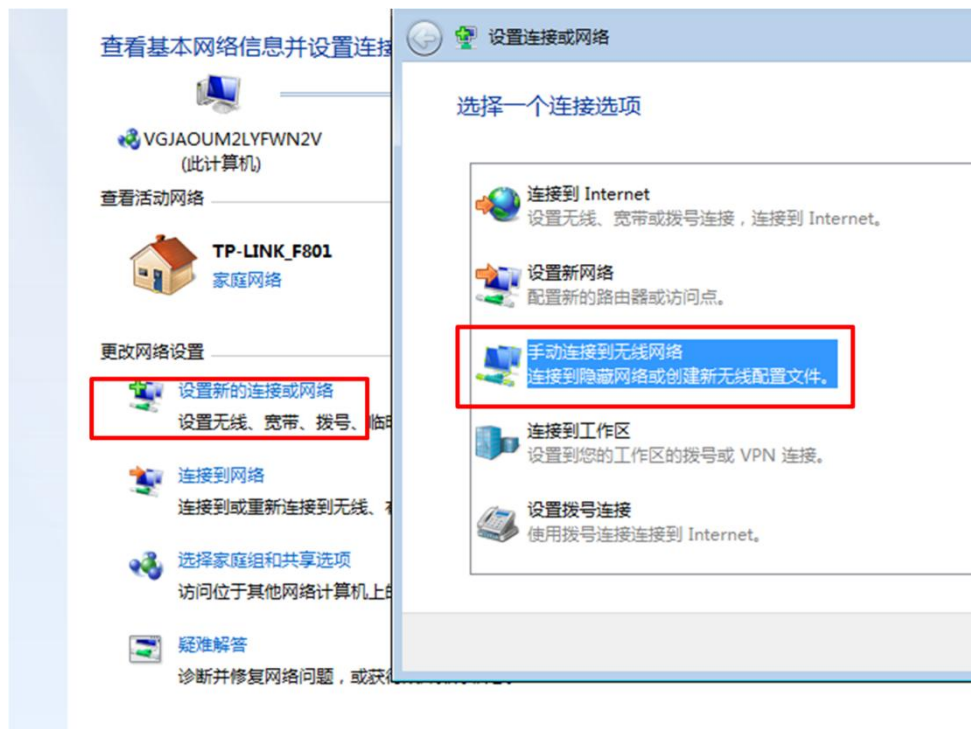 查看基本网络信息并设置连接
VGJAOUM2LYFWN2V
(此计算机)
查看活动网络
TP-LINK_F801
家庭网络
更改网络设置
设置新的连接或网络
设置无线、宽带、拨号、临
连接到网络
连接到或重新连接到无线、
选择家庭组和共享选项
访问位于其他网络计算机上
疑难解答
诊断并修复网络问题，或获
设置连接或网络
选择一个连接选项
连接到 Internet
设置无线、宽带或拨号连接，连接到 Internet。
设置新网络
配置新的路由器或访问点。
手动连接到无线网络
连接到隐藏网络或创建新无线配置文件。
连接到工作区
设置到您的工作区的拨号或 VPN 连接。
设置拨号连接
使用拨号连接连接到 Internet。